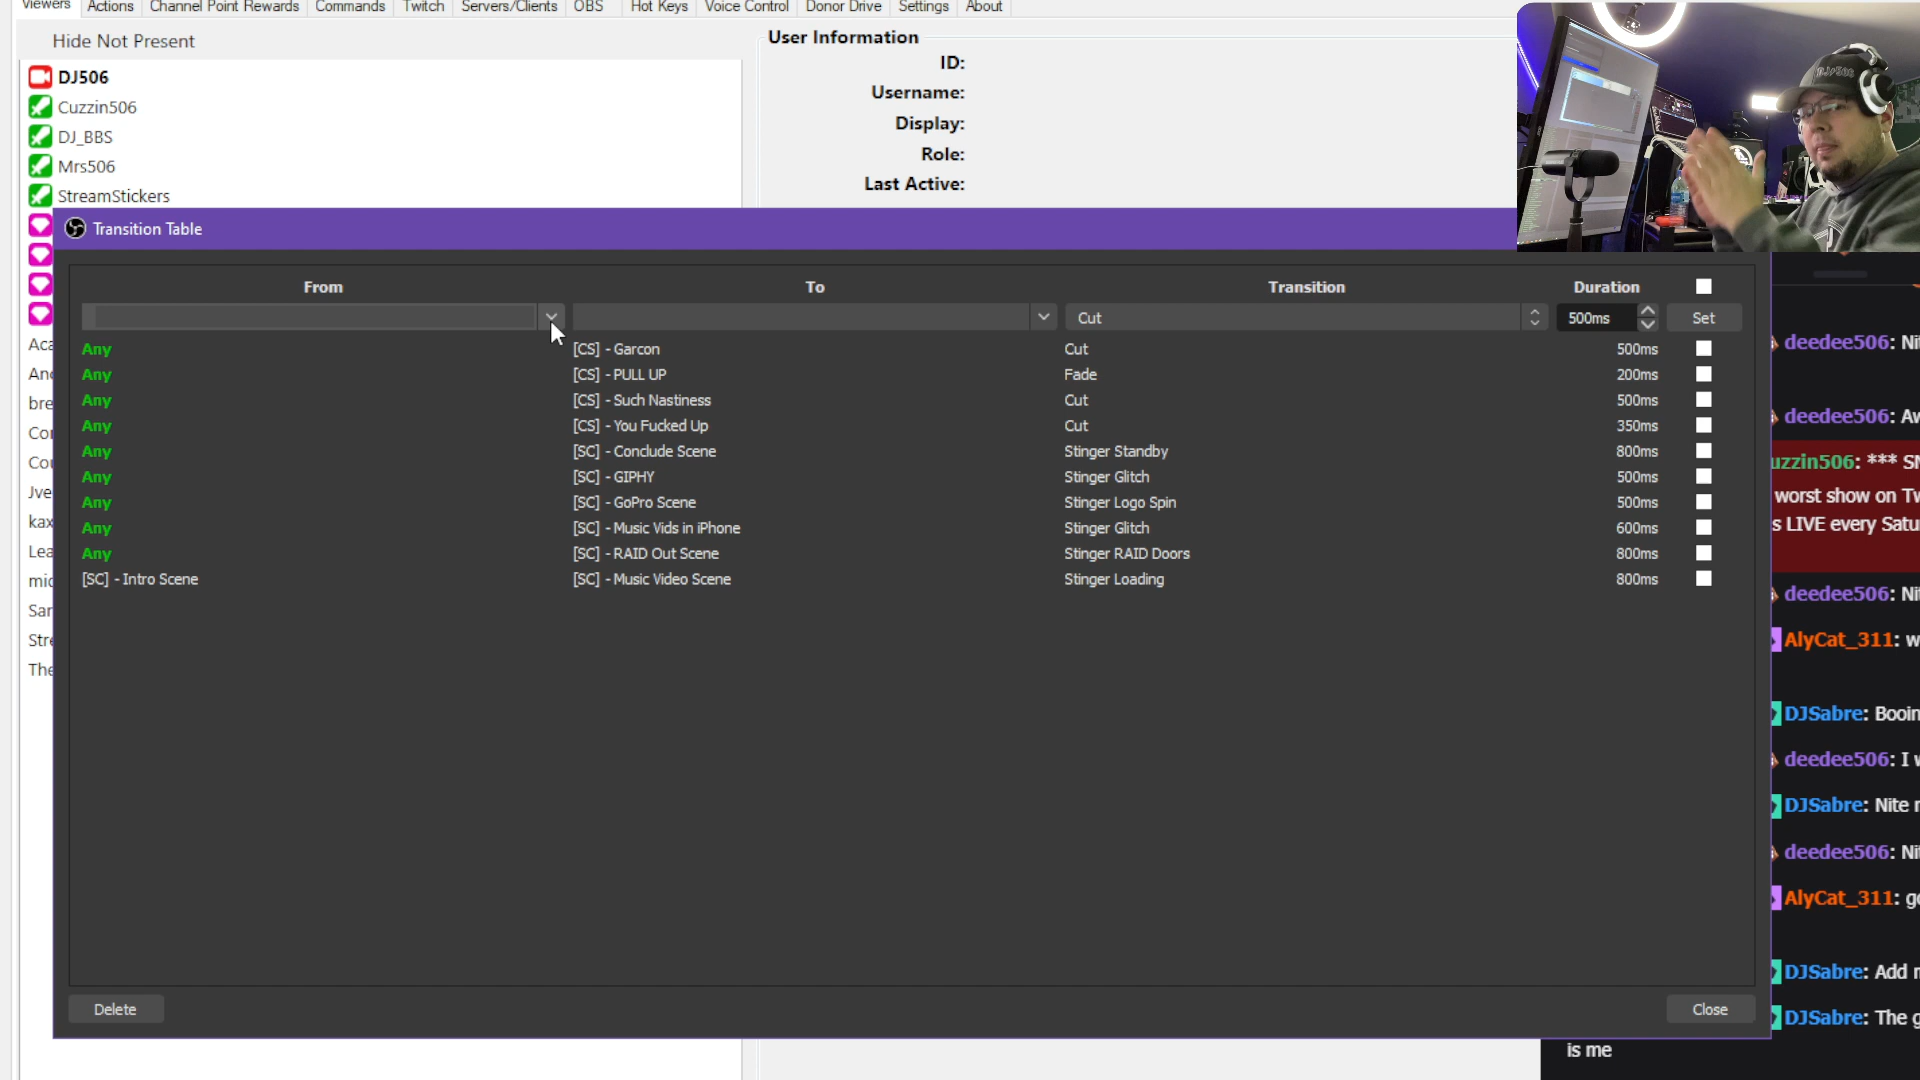 Viewers Actions Channel Point Rewards Commands Twitch Servers/Clients OBS Hot Keys Voice Control Donor Drive Settings About
Hide Not Present
DJ506
Cuzzin506
DJ_BBS
Mrs506
StreamStickers
User Information
ID:
Username:
Display:
Role:
Last Active:
Transition Table
From To Transition Duration
Cut 500ms Set
Any [CS] - Garcon Cut 500ms
Any [CS] - PULL UP Fade 200ms
Any [CS] - Such Nastiness Cut 500ms
Any [CS] - You Fucked Up Cut 350ms
Any [SC] - Conclude Scene Stinger Standby 800ms
Any [SC] - GIPHY Stinger Glitch 500ms
Any [SC] - GoPro Scene Stinger Logo Spin 500ms
Any [SC] - Music Vids in iPhone Stinger Glitch 600ms
Any [SC] - RAID Out Scene Stinger RAID Doors 800ms
[SC] - Intro Scene [SC] - Music Video Scene Stinger Loading 800ms
Delete Close
deedee506:
deedee506:
uzzin506: ***
worst show on
s LIVE every
deedee506:
AlyCat_311:
DJSabre:
deedee506: I
DJSabre: Nite
deedee506:
AlyCat_311:
DJSabre: Add
DJSabre: The
is me